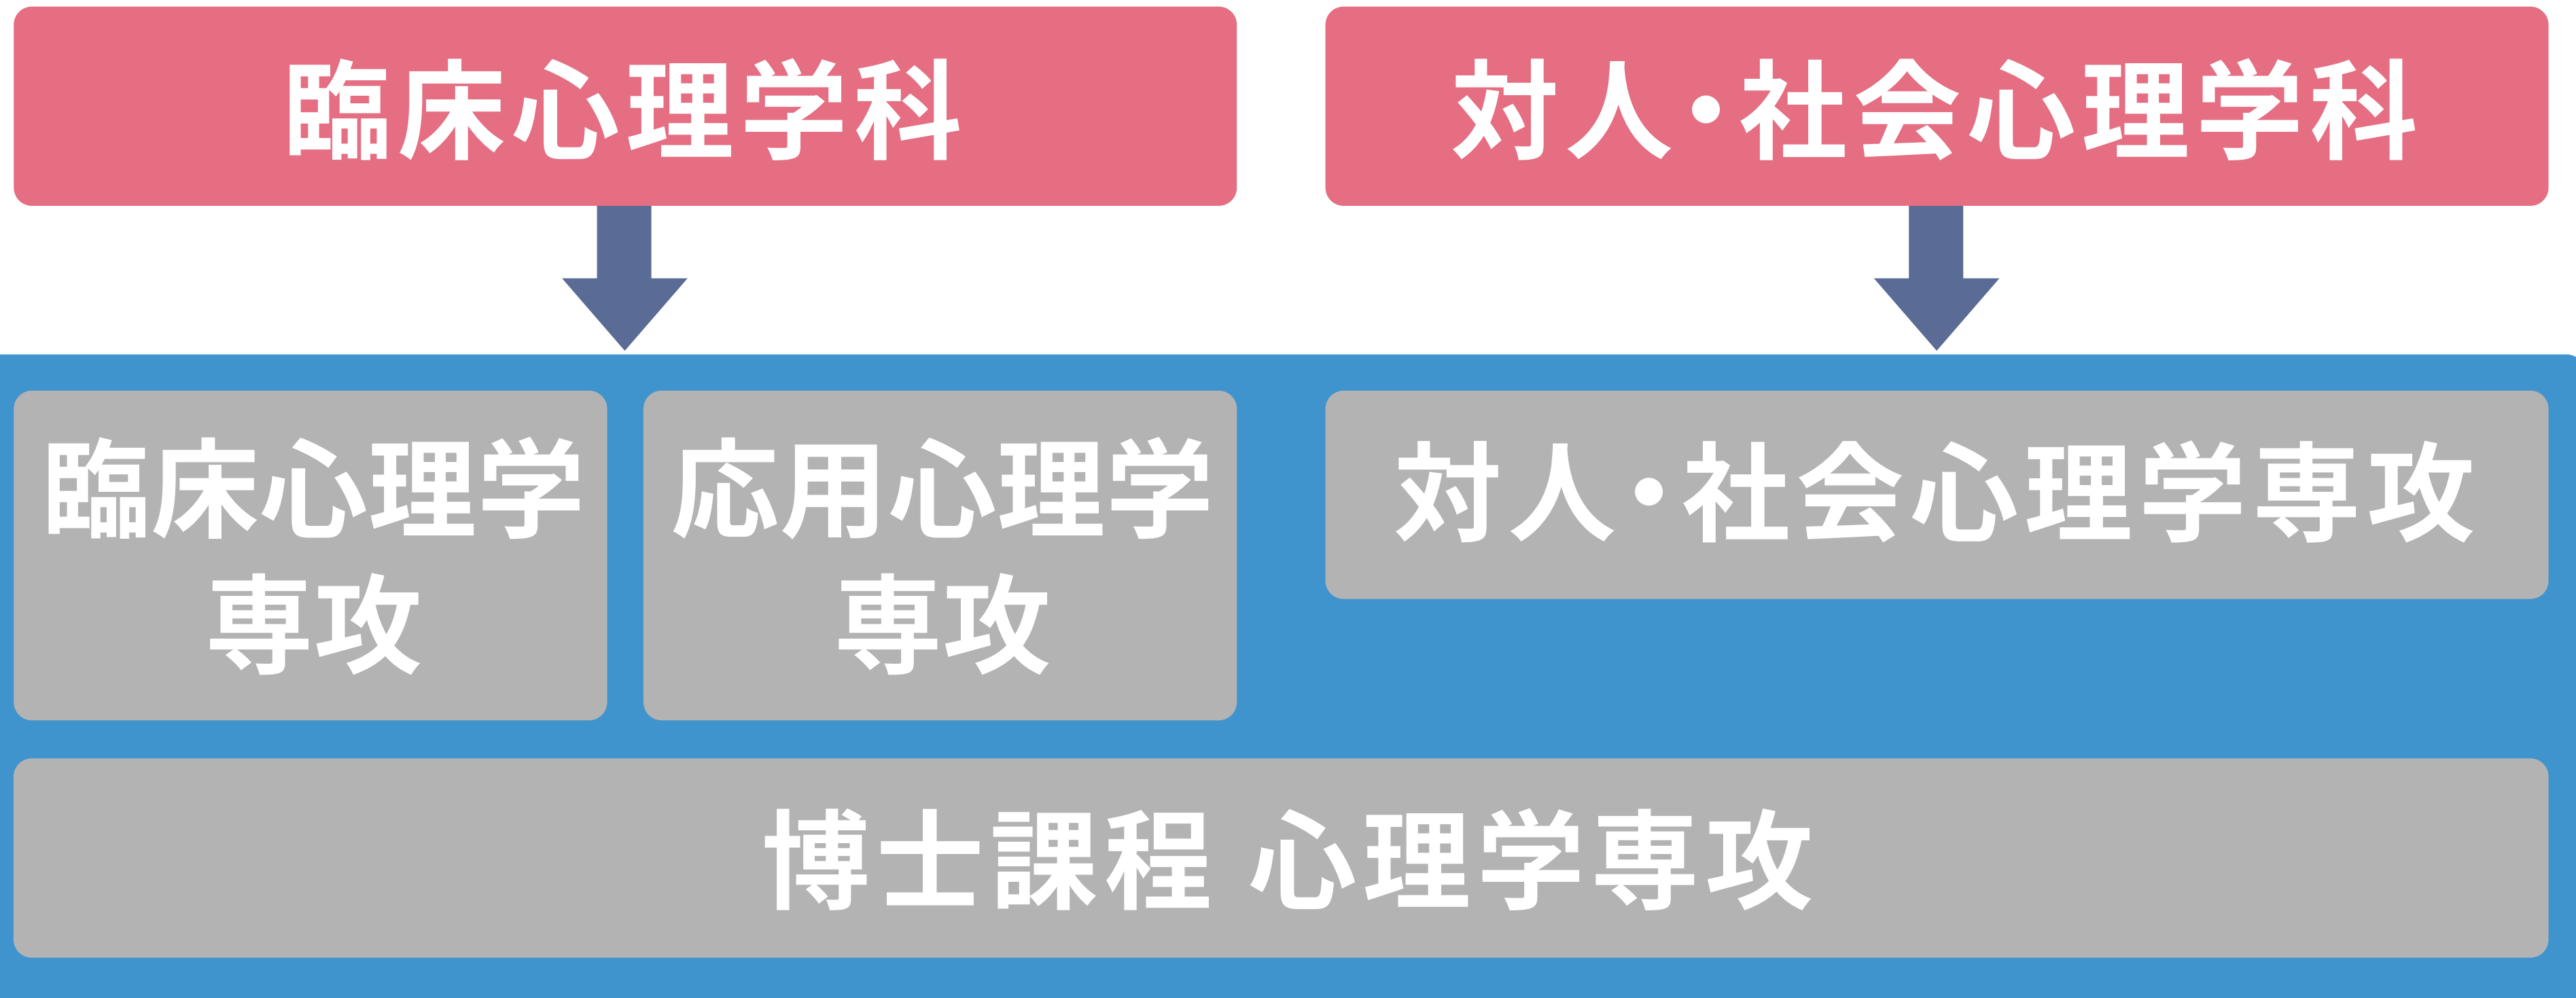 臨床心理学科
対人・社会心理学科
臨床心理学
専攻
応用心理学
専攻
対人・社会心理学専攻
博士課程 心理学専攻